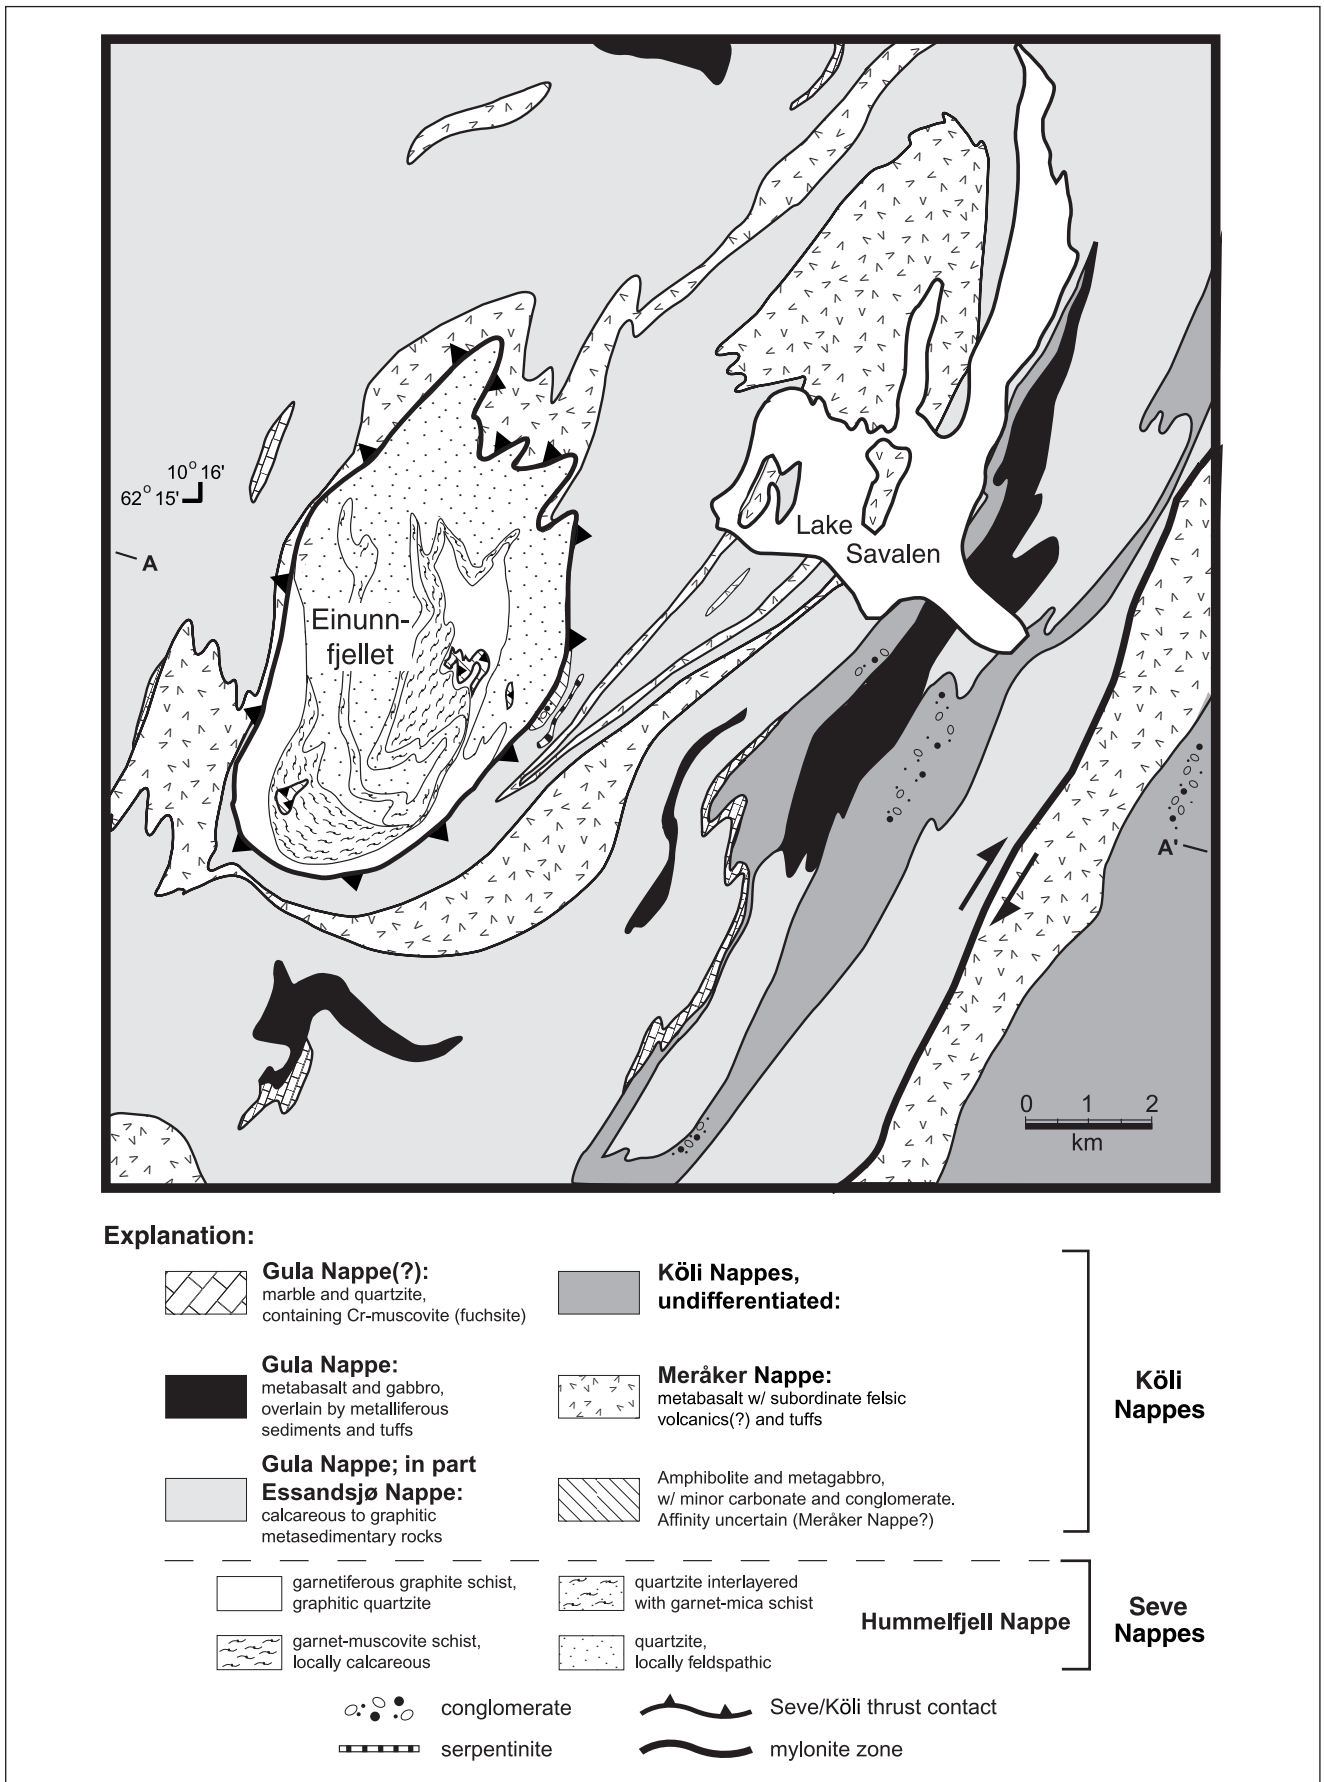 10° 16'
62° 15'
A
Einunn-
fjellet
Lake
Savalen
A'
0 1 2
km
Explanation:
Gula Nappe(?):
marble and quartzite,
containing Cr-muscovite (fuchsite)
Gula Nappe:
metabasalt and gabbro,
overlain by metalliferous
sediments and tuffs
Gula Nappe; in part
Essandsjø Nappe:
calcareous to graphitic
metasedimentary rocks
Köli Nappes,
undifferentiated:
Meråker Nappe:
metabasalt w/ subordinate felsic
volcanics(?) and tuffs
Amphibolite and metagabbro,
w/ minor carbonate and conglomerate.
Affinity uncertain (Meråker Nappe?)
Köli
Nappes
garnetiferous graphite schist,
graphitic quartzite
garnet-muscovite schist,
locally calcareous
quartzite interlayered
with garnet-mica schist
quartzite,
locally feldspathic
Hummelfjell Nappe
Seve
Nappes
conglomerate
serpentinite
Seve/Köli thrust contact
mylonite zone